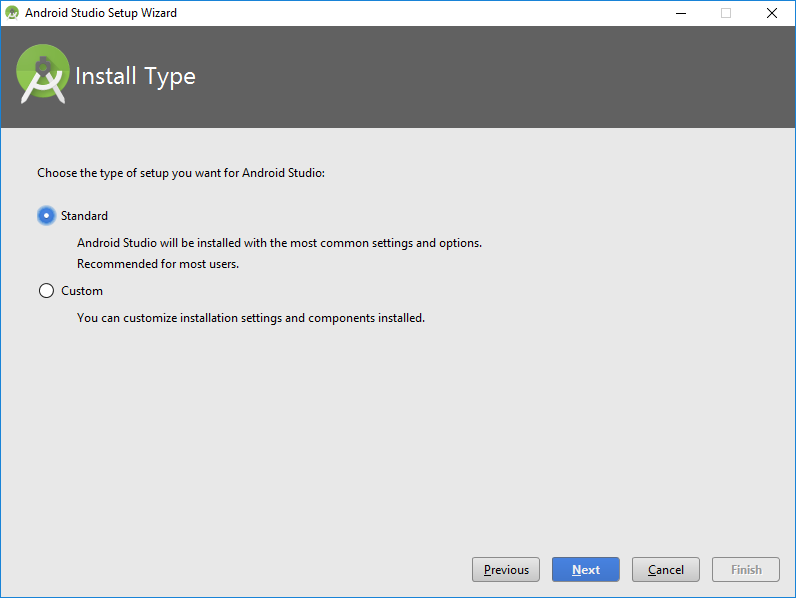 Android Studio Setup Wizard
Install Type
Choose the type of setup you want for Android Studio:
Standard
Android Studio will be installed with the most common settings and options.
Recommended for most users.
Custom
You can customize installation settings and components installed.
Previous Next Cancel Finish